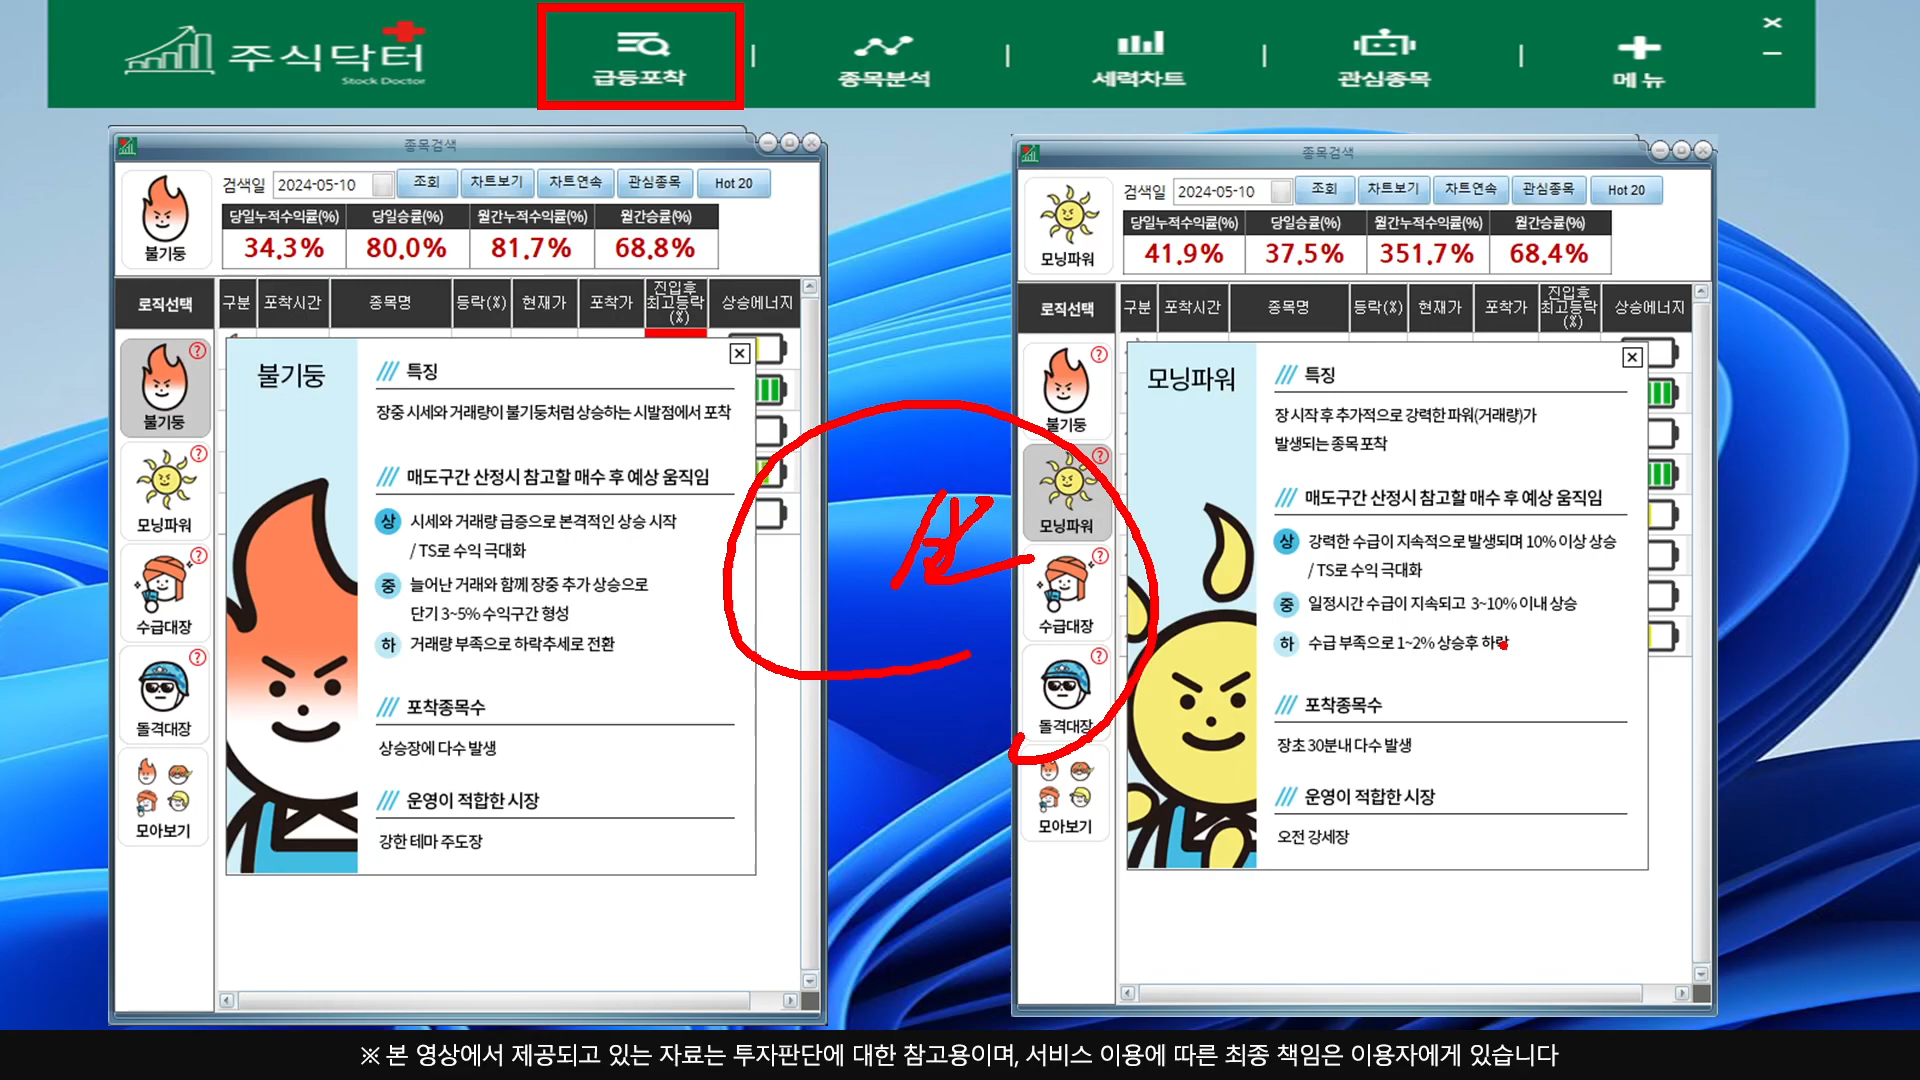 주식닥터
Stock Doctor
급등포착
종목분석
세력차트
관심종목
메뉴
종목검색
불기둥
검색일 2024-05-10 조회 차트보기 차트연속 관심종목 Hot 20
당일누적수익률(%) 당일승률(%) 월간누적수익률(%) 월간승률(%)
34.3% 80.0% 81.7% 68.8%
로직선택 구분 포착시간 종목명 등락(%) 현재가 포착가 진입후 최고등락 (%) 상승에너지
불기둥
모닝파워
수급대장
돌격대장
모아보기
불기둥
/// 특징
장중 시세와 거래량이 불기둥처럼 상승하는 시발점에서 포착
/// 매도구간 산정시 참고할 매수 후 예상 움직임
상 시세와 거래량 급증으로 본격적인 상승 시작
/ TS로 수익 극대화
중 늘어난 거래와 함께 장중 추가 상승으로
단기 3~5% 수익구간 형성
하 거래량 부족으로 하락추세로 전환
/// 포착종목수
상승장에 다수 발생
/// 운영이 적합한 시장
강한 테마 주도장
종목검색
모닝파워
검색일 2024-05-10 조회 차트보기 차트연속 관심종목 Hot 20
당일누적수익률(%) 당일승률(%) 월간누적수익률(%) 월간승률(%)
41.9% 37.5% 351.7% 68.4%
로직선택 구분 포착시간 종목명 등락(%) 현재가 포착가 진입후 최고등락 (%) 상승에너지
불기둥
모닝파워
수급대장
돌격대장
모아보기
모닝파워
/// 특징
장 시작 후 추가적으로 강력한 파워(거래량)가
발생되는 종목 포착
/// 매도구간 산정시 참고할 매수 후 예상 움직임
상 강력한 수급이 지속적으로 발생되며 10% 이상 상승
/ TS로 수익 극대화
중 일정시간 수급이 지속되고 3~10% 이내 상승
하 수급 부족으로 1~2% 상승후 하락
/// 포착종목수
장초 30분내 다수 발생
/// 운영이 적합한 시장
오전 강세장
※ 본 영상에서 제공되고 있는 자료는 투자판단에 대한 참고용이며, 서비스 이용에 따른 최종 책임은 이용자에게 있습니다